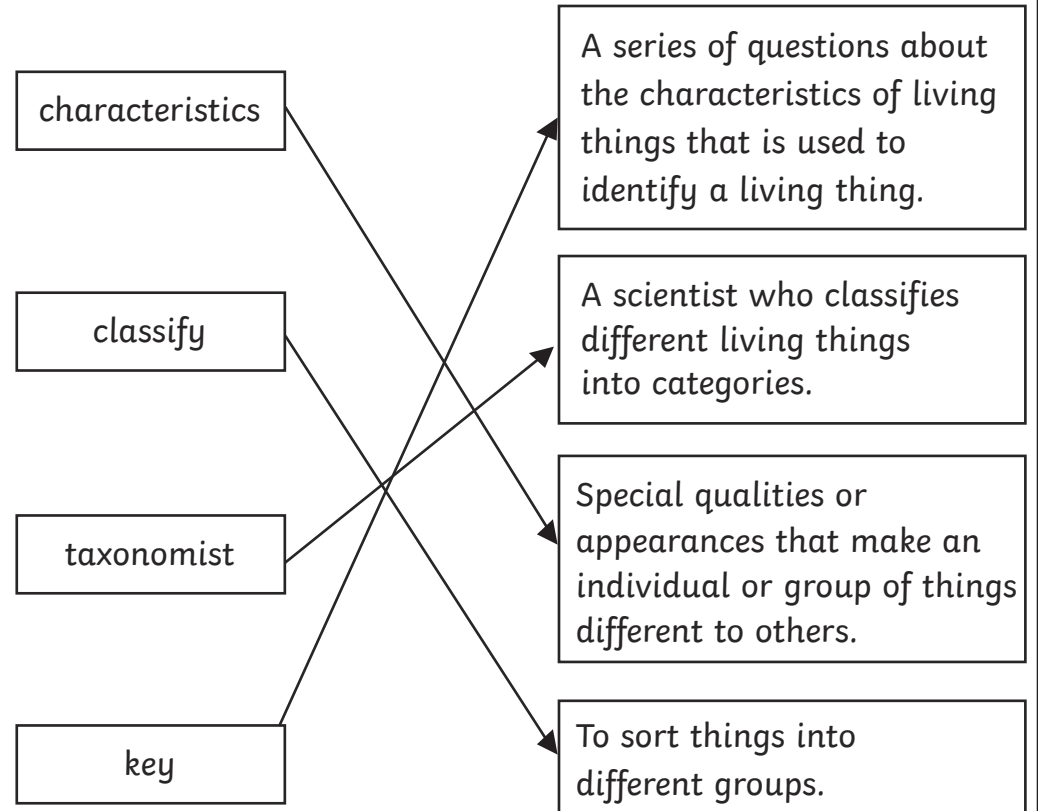 characteristics
classify
taxonomist
key
A series of questions about
the characteristics of living
things that is used to
identify a living thing.
A scientist who classifies
different living things
into categories.
Special qualities or
appearances that make an
individual or group of things
different to others.
To sort things into
different groups.